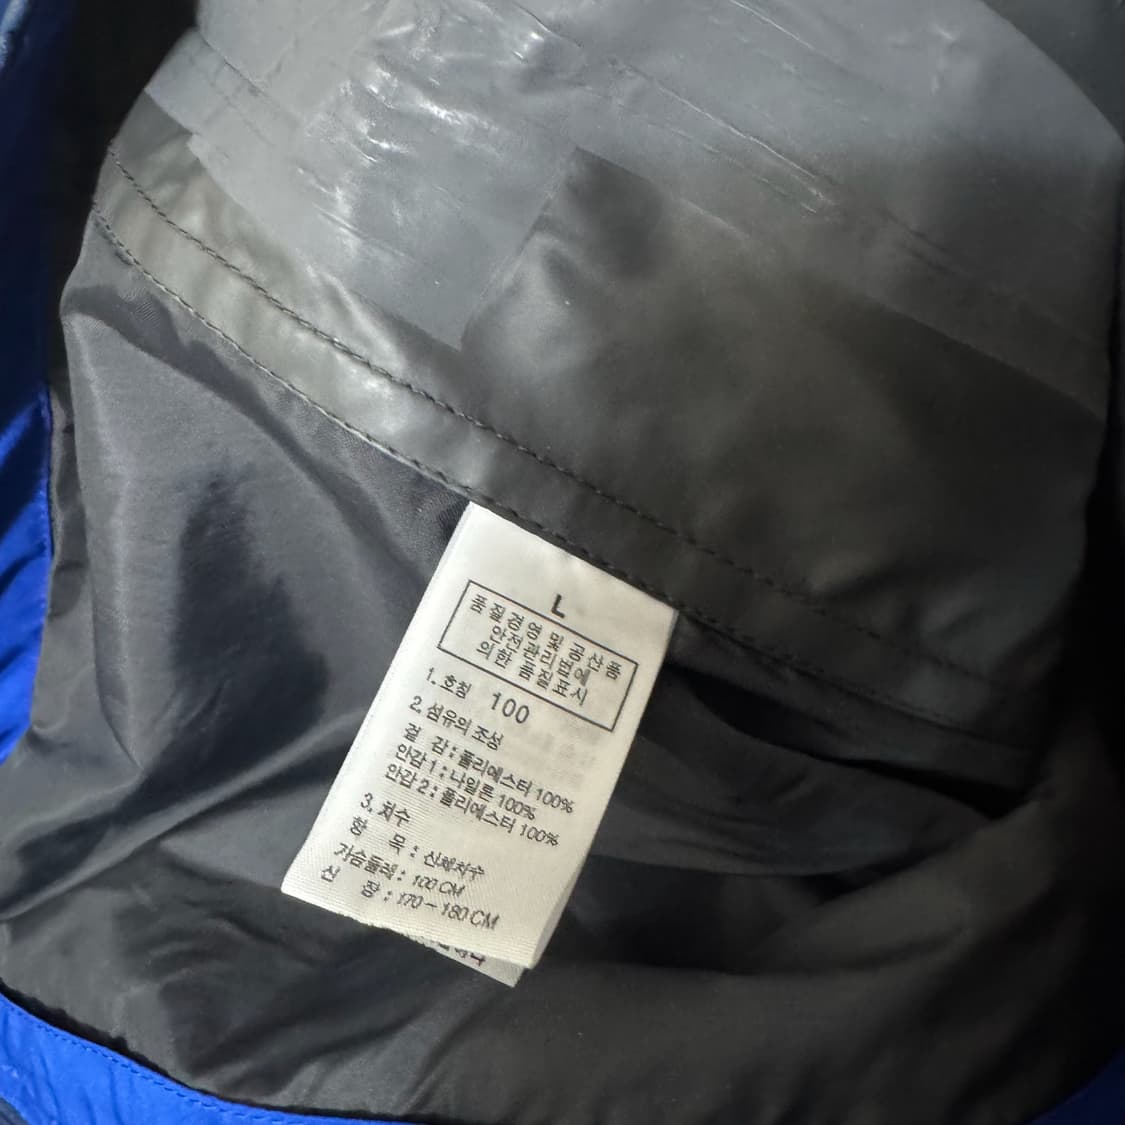 L
품질경영및공산품
안전관리법에
의한품질표시
1. 호칭 100
2. 섬유의 조성
겉 감 : 폴리에스터 100%
안감 1 : 나일론 100%
안감 2 : 폴리에스터 100%
3. 치수
항 목 : 신체치수
가슴둘레 : 100 CM
신 장 : 170 - 180 CM